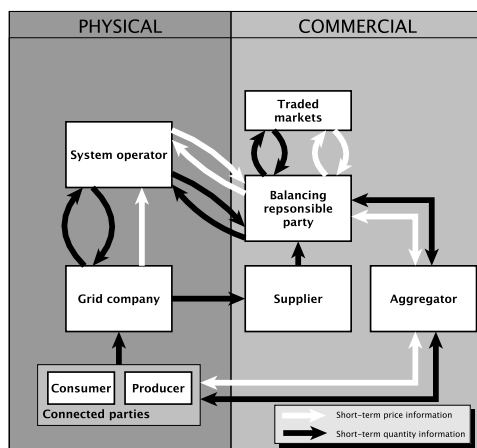 PHYSICAL
COMMERCIAL
Traded
markets
System operator
Balancing
repsonsible
party
Grid company
Supplier
Aggregator
Consumer
Producer
Connected parties
Short-term price information
Short-term quantity information